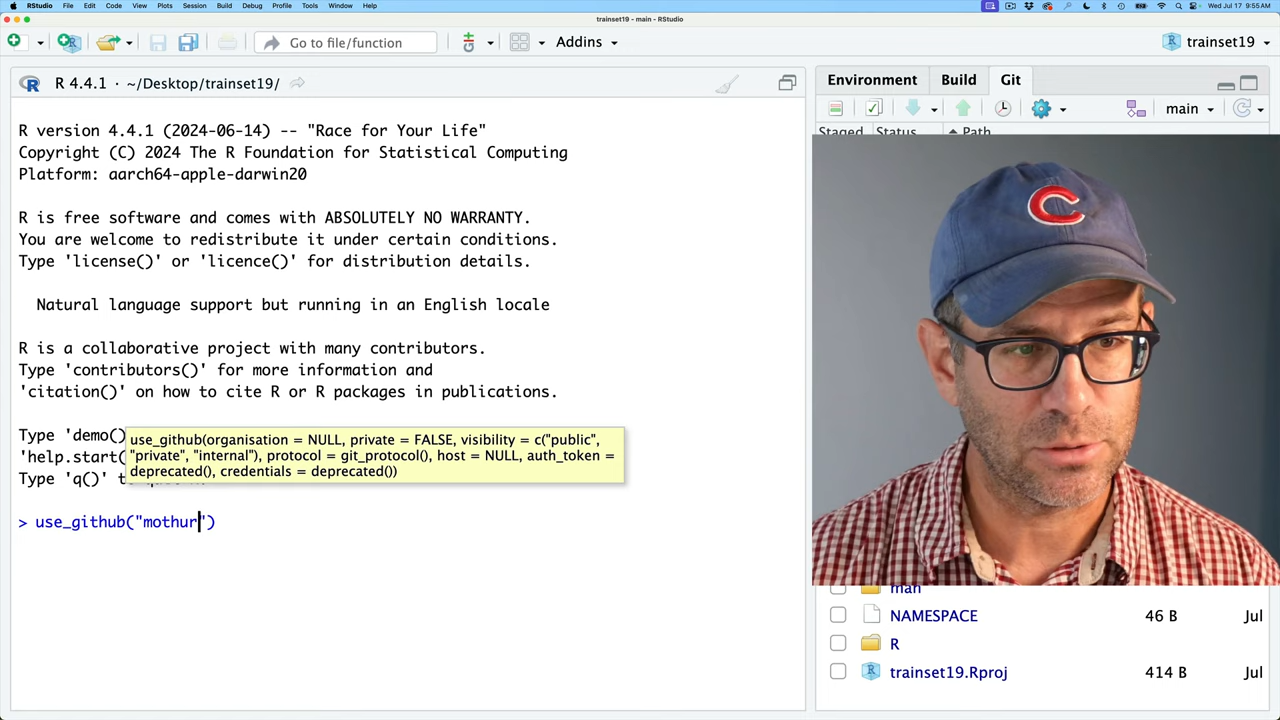 RStudio File Edit Code View Plots Session Build Debug Profile Tools Window Help Wed Jul 17 9:55 AM
trainset19 - main - RStudio
Go to file/function Addins trainset19
R 4.4.1 · ~/Desktop/trainset19/
Environment Build Git
main
Staged Status Path
R version 4.4.1 (2024-06-14) -- "Race for Your Life"
Copyright (C) 2024 The R Foundation for Statistical Computing
Platform: aarch64-apple-darwin20
R is free software and comes with ABSOLUTELY NO WARRANTY.
You are welcome to redistribute it under certain conditions.
Type 'license()' or 'licence()' for distribution details.
Natural language support but running in an English locale
R is a collaborative project with many contributors.
Type 'contributors()' for more information and
'citation()' on how to cite R or R packages in publications.
Type 'demo()
'help.start(
Type 'q()' t
use_github(organisation = NULL, private = FALSE, visibility = c("public",
"private", "internal"), protocol = git_protocol(), host = NULL, auth_token =
deprecated(), credentials = deprecated())
> use_github("mothur")
C
man
NAMESPACE 46 B Jul
R
trainset19.Rproj 414 B Jul